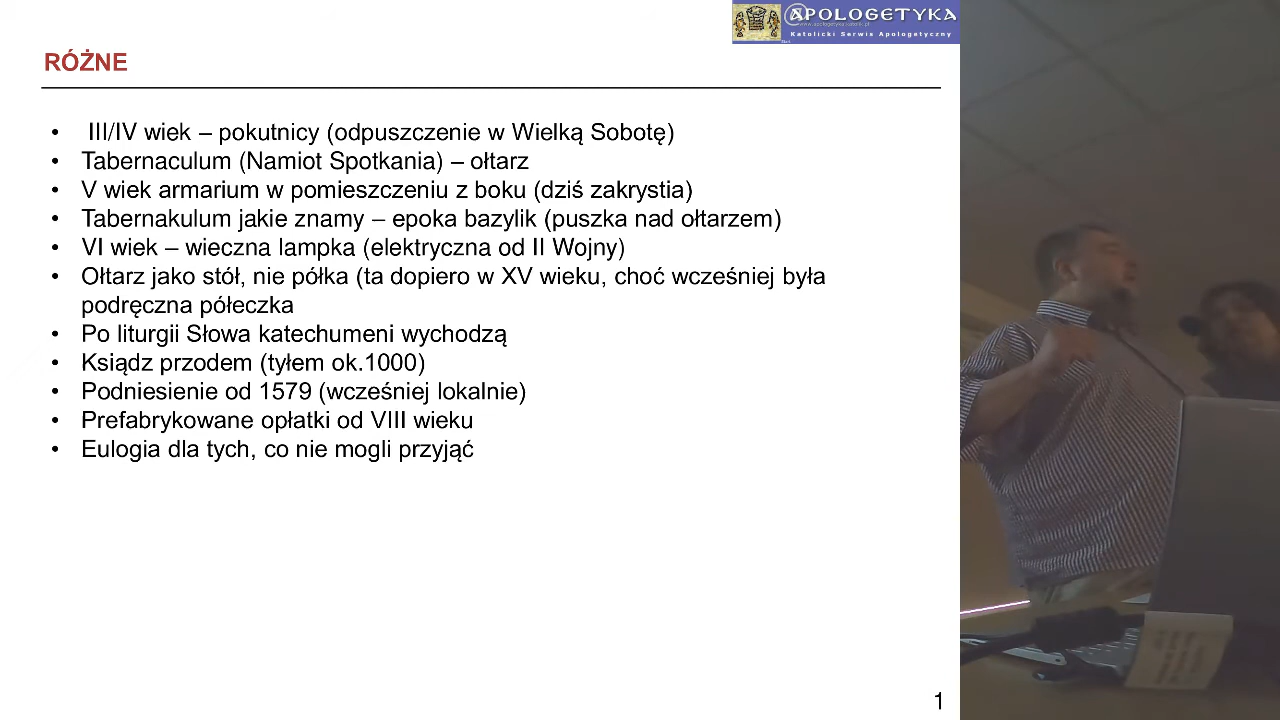 @POLOGETYKA
www.apologetyka.katolik.pl
Katolicki Serwis Apologetyczny
RÓŻNE
• III/IV wiek – pokutnicy (odpuszczenie w Wielką Sobotę)
• Tabernaculum (Namiot Spotkania) – ołtarz
• V wiek armarium w pomieszczeniu z boku (dziś zakrystia)
• Tabernakulum jakie znamy – epoka bazylik (puszka nad ołtarzem)
• VI wiek – wieczna lampka (elektryczna od II Wojny)
• Ołtarz jako stół, nie półka (ta dopiero w XV wieku, choć wcześniej była
podręczna półeczka
• Po liturgii Słowa katechumeni wychodzą
• Ksiądz przodem (tyłem ok.1000)
• Podniesienie od 1579 (wcześniej lokalnie)
• Prefabrykowane opłatki od VIII wieku
• Eulogia dla tych, co nie mogli przyjąć
1